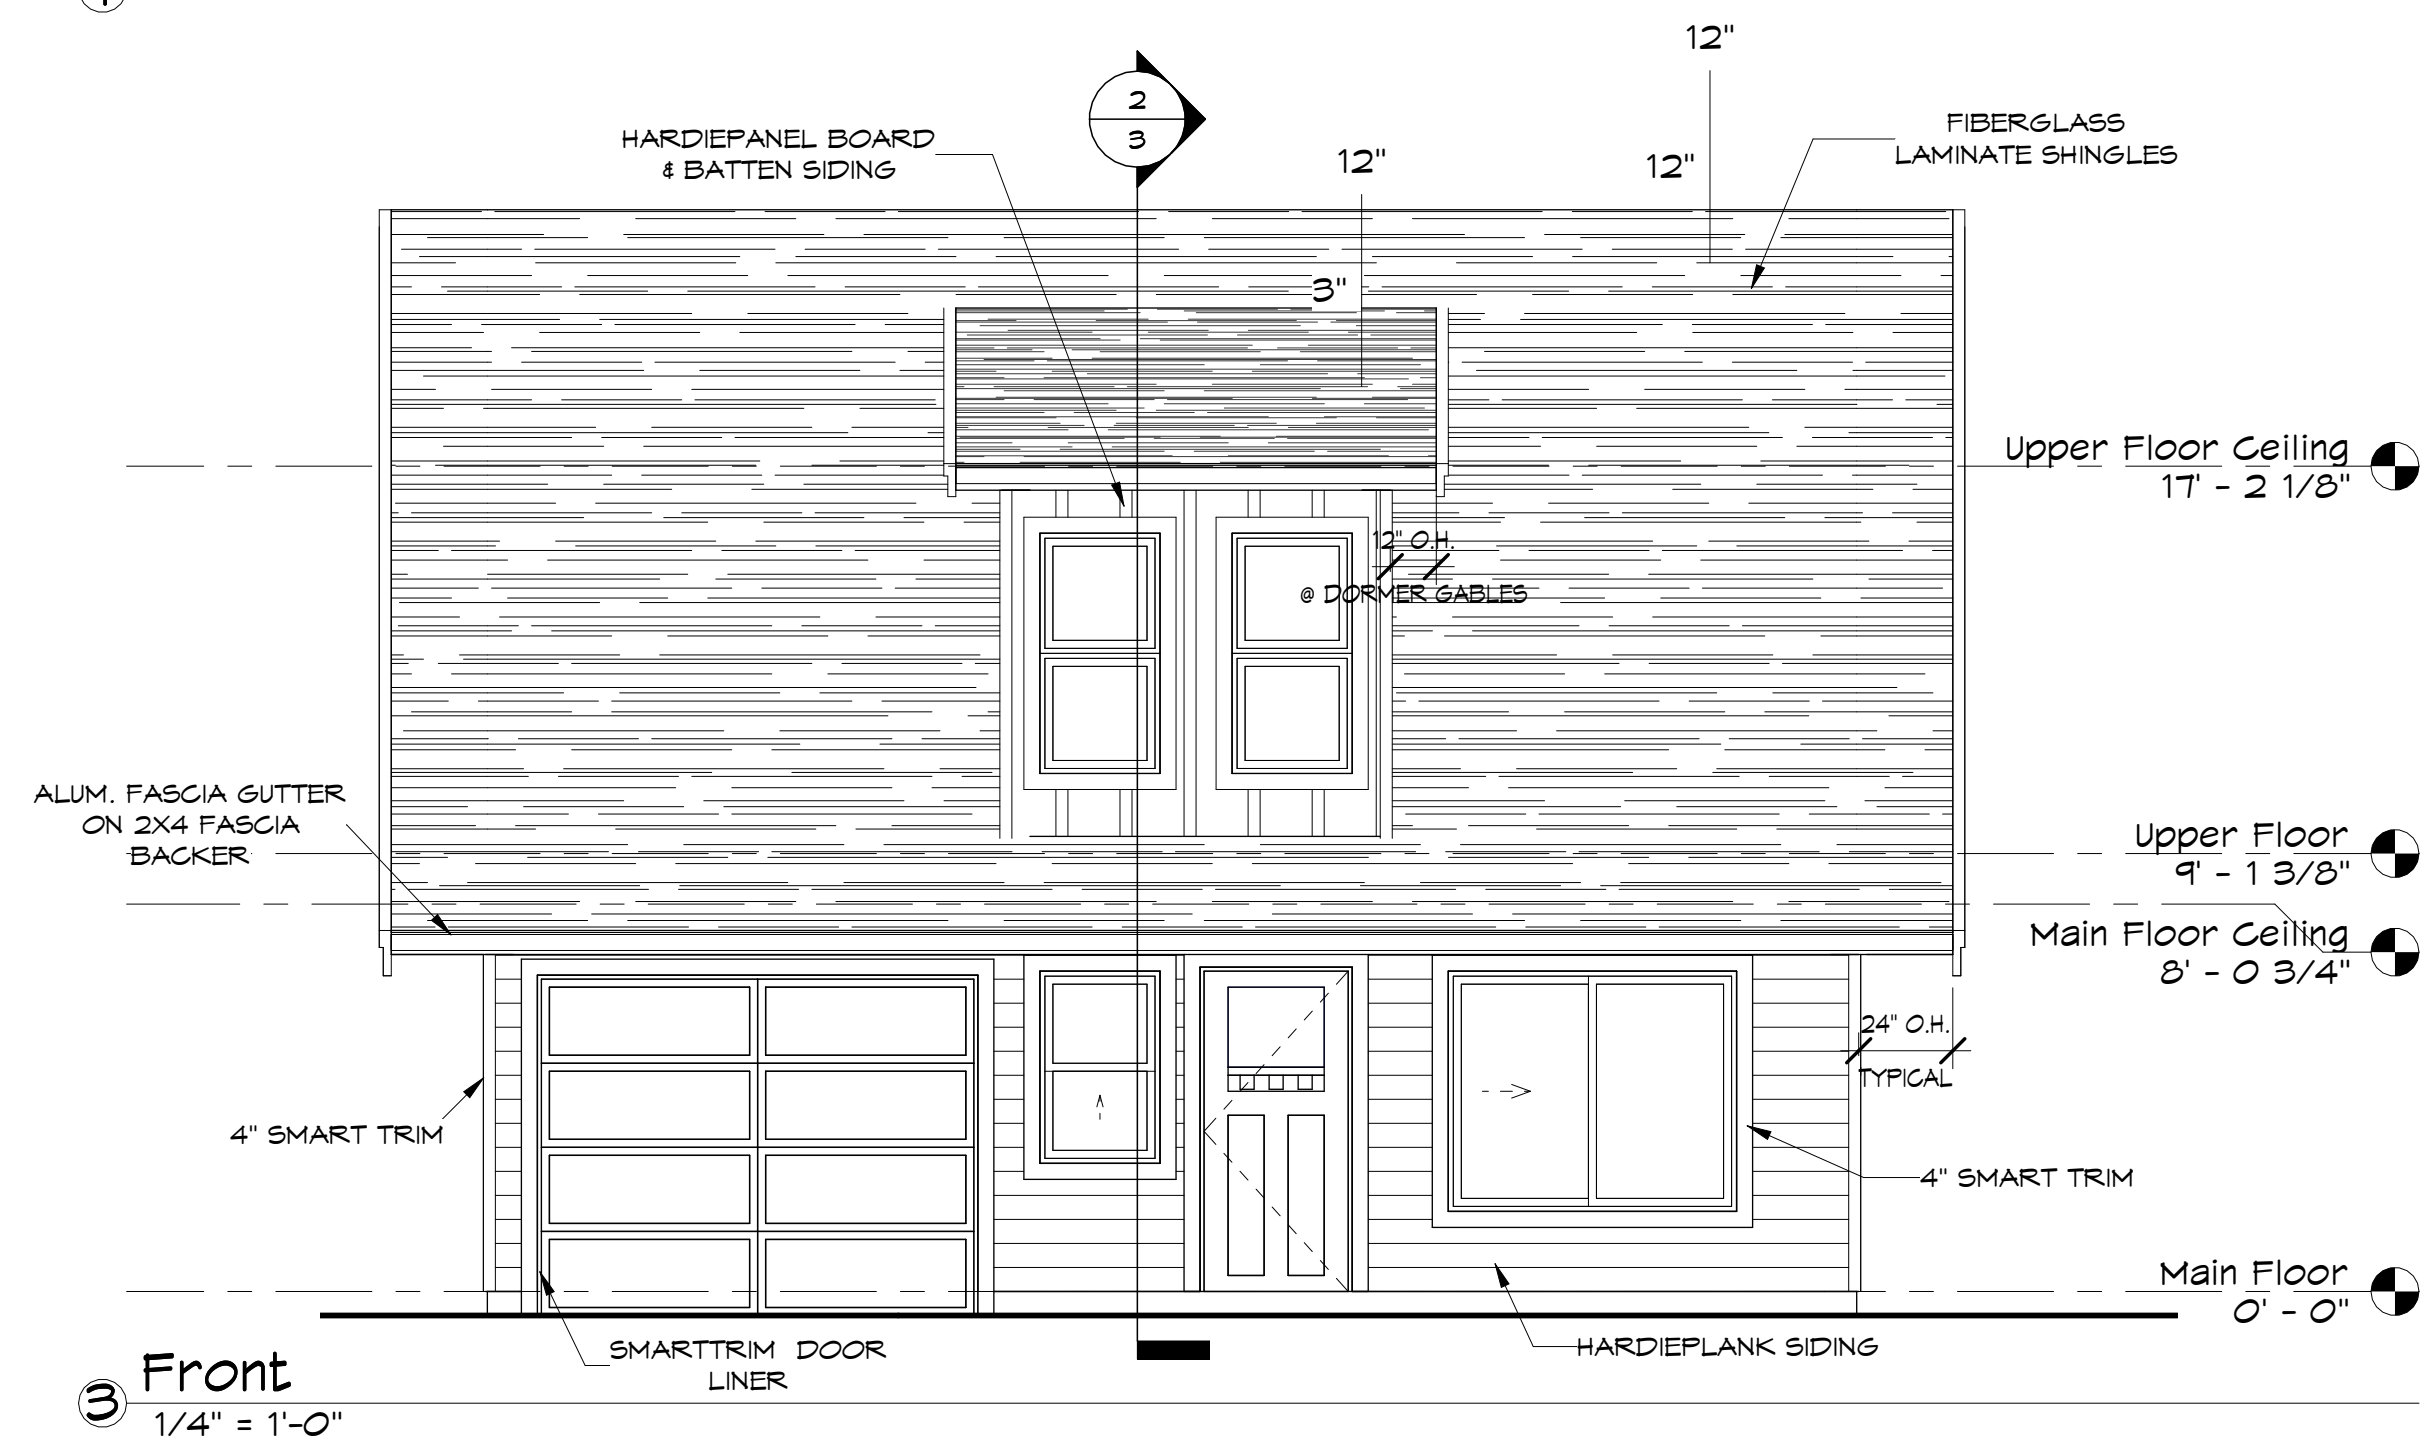 12"
2
3
HARDIEPANEL BOARD
& BATTEN SIDING
12"
12"
FIBERGLASS
LAMINATE SHINGLES
3"
Upper Floor Ceiling
17' - 2 1/8"
12" O.H.
@ DORMER GABLES
ALUM. FASCIA GUTTER
ON 2X4 FASCIA
BACKER
Upper Floor
9' - 1 3/8"
Main Floor Ceiling
8' - 0 3/4"
24" O.H.
TYPICAL
4" SMART TRIM
4" SMART TRIM
Main Floor
0' - 0"
SMARTTRIM DOOR
LINER
HARDIEPLANK SIDING
3
Front
1/4" = 1'-0"